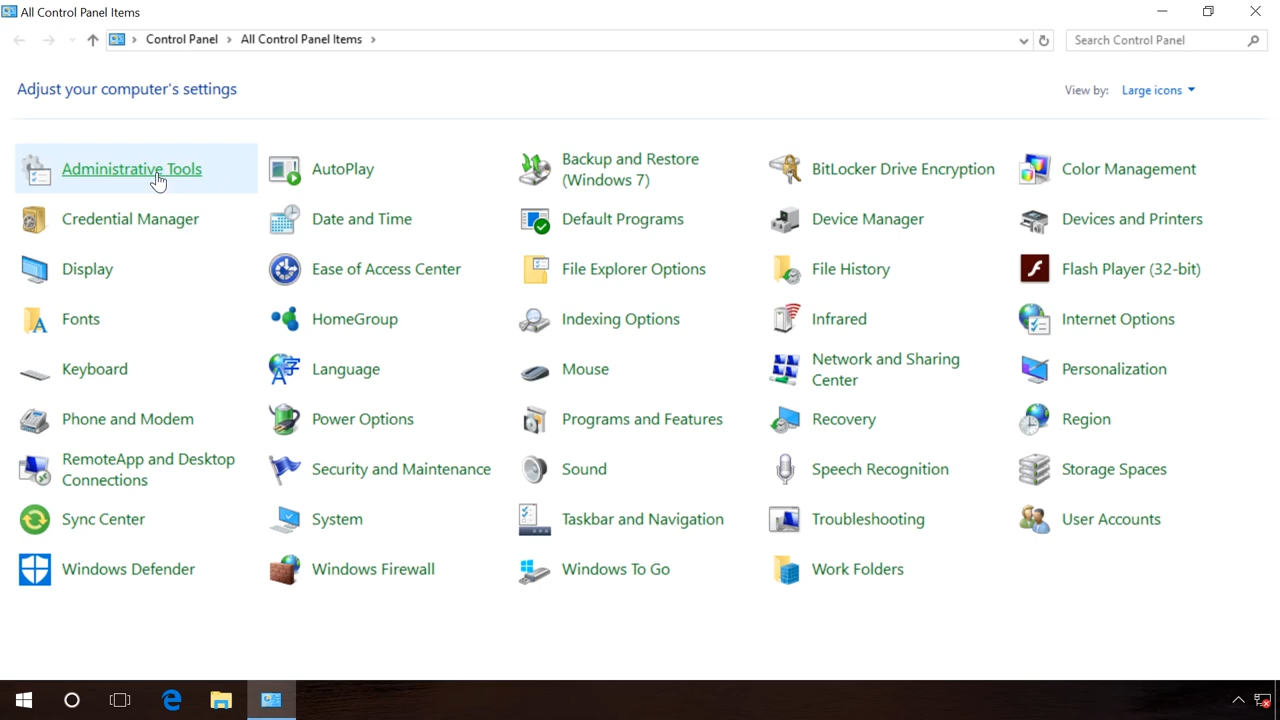 All Control Panel Items
Control Panel > All Control Panel Items >
Search Control Panel
Adjust your computer's settings
View by: Large icons
Administrative Tools
AutoPlay
Backup and Restore
(Windows 7)
BitLocker Drive Encryption
Color Management
Credential Manager
Date and Time
Default Programs
Device Manager
Devices and Printers
Display
Ease of Access Center
File Explorer Options
File History
Flash Player (32-bit)
Fonts
HomeGroup
Indexing Options
Infrared
Internet Options
Keyboard
Language
Mouse
Network and Sharing
Center
Personalization
Phone and Modem
Power Options
Programs and Features
Recovery
Region
RemoteApp and Desktop
Connections
Security and Maintenance
Sound
Speech Recognition
Storage Spaces
Sync Center
System
Taskbar and Navigation
Troubleshooting
User Accounts
Windows Defender
Windows Firewall
Windows To Go
Work Folders